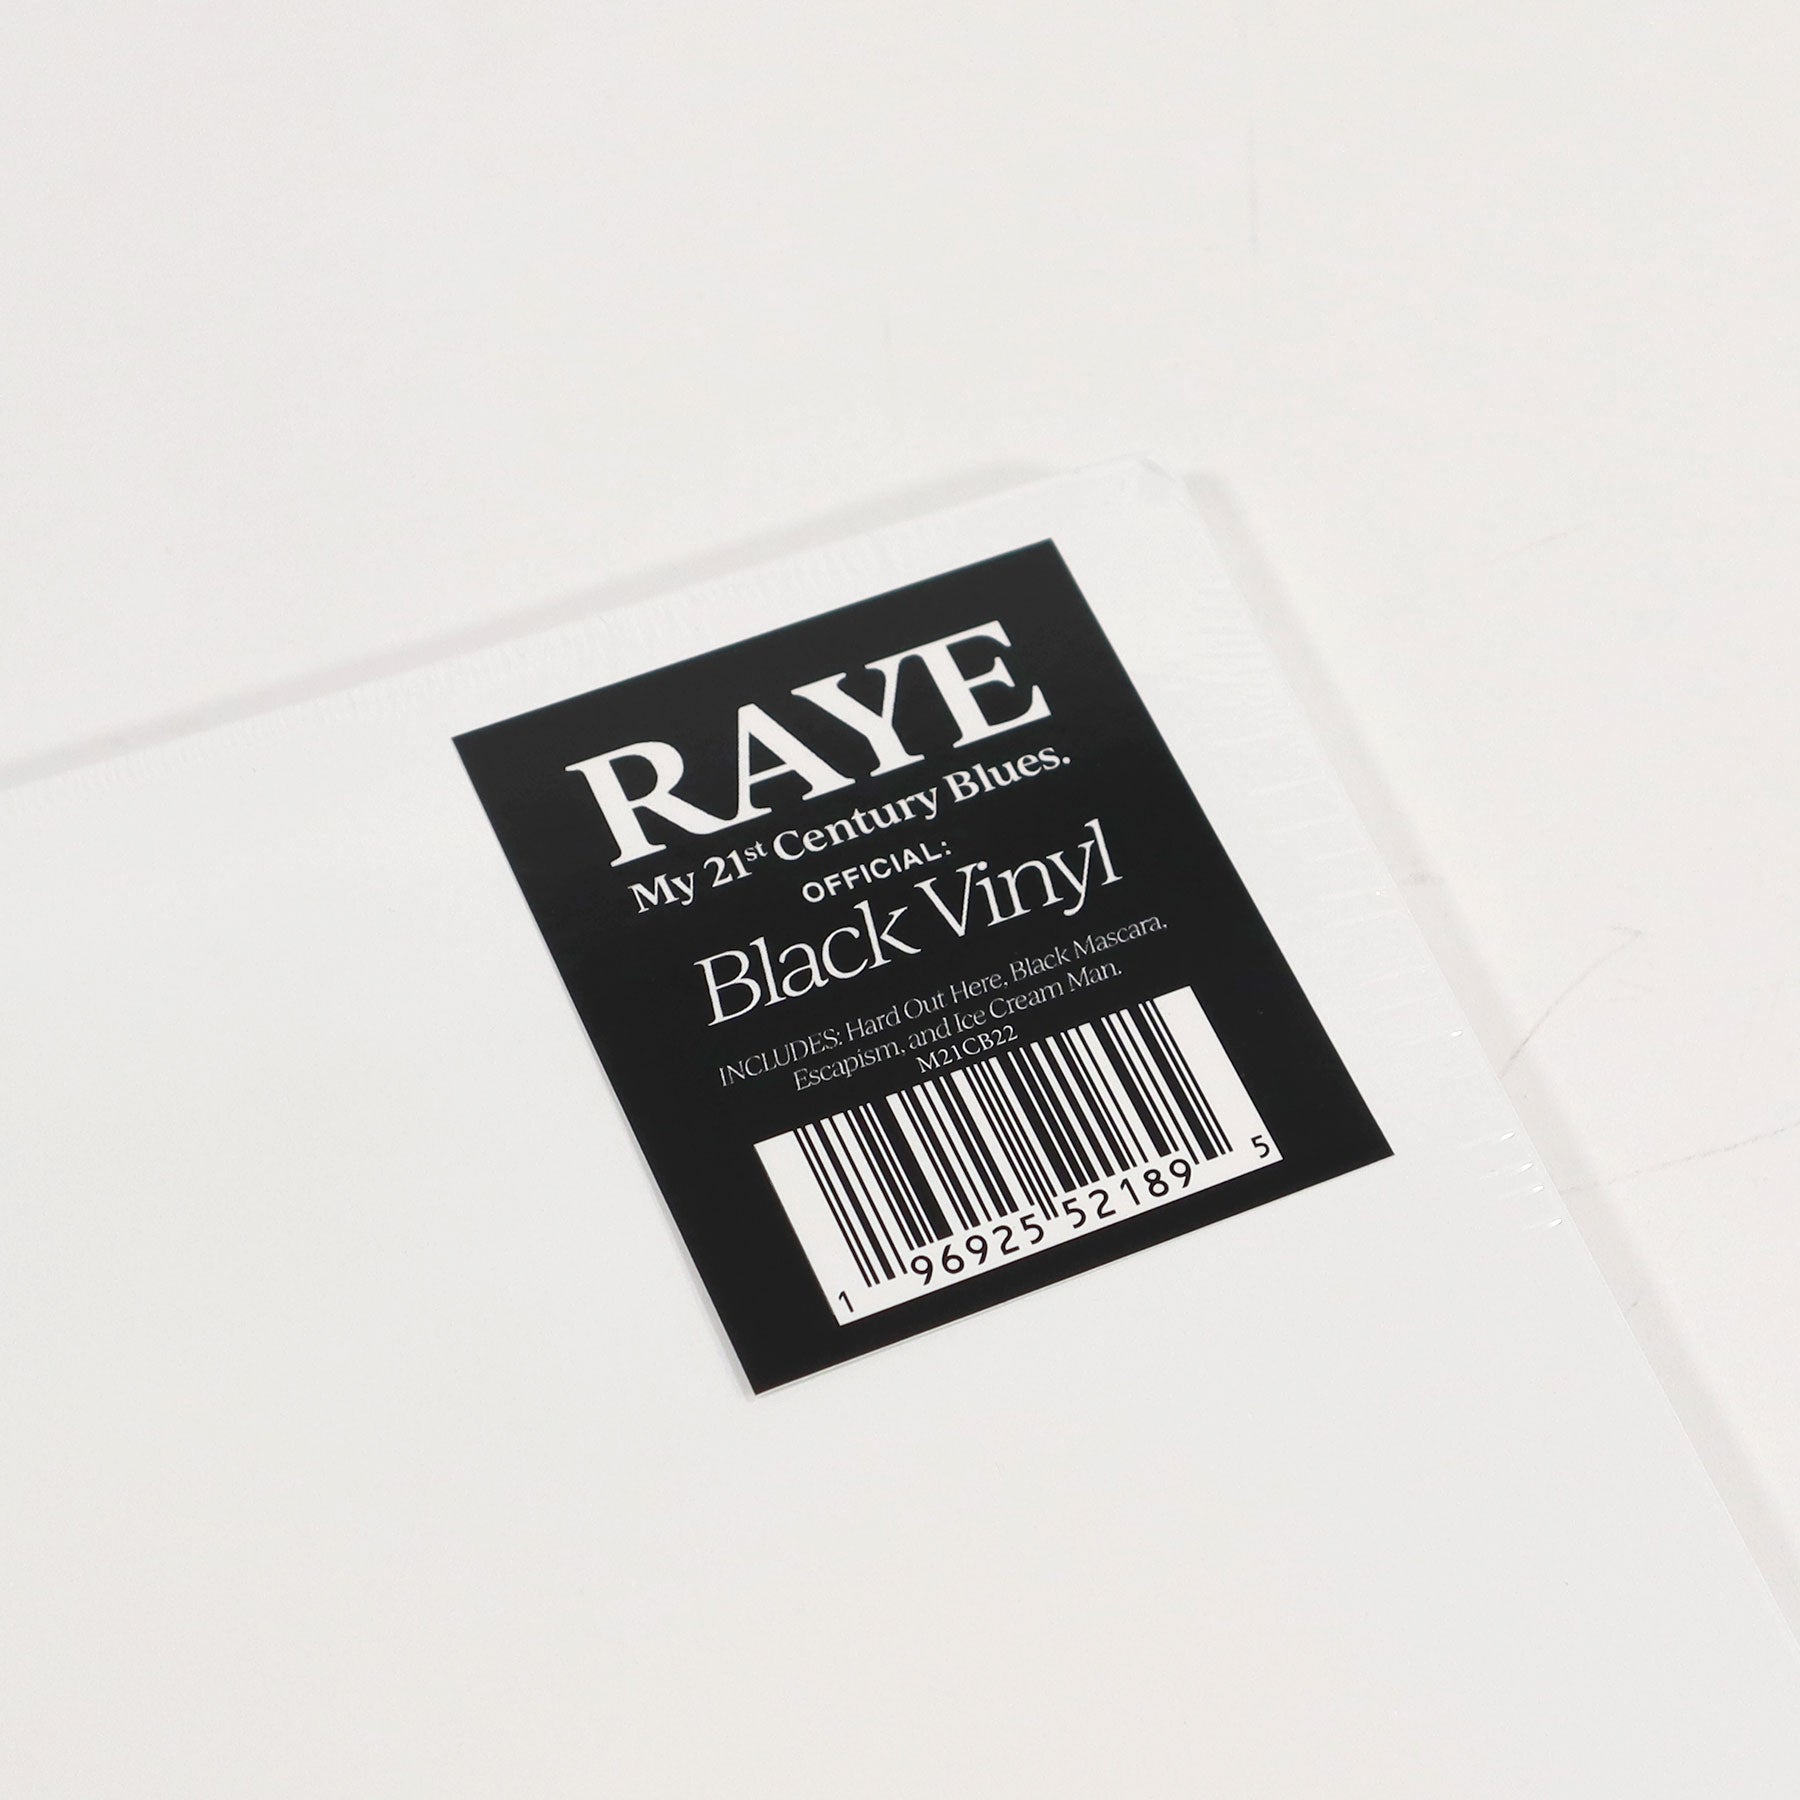 RAYE
My 21st Century Blues.
OFFICIAL:
Black Vinyl
INCLUDES: Hard Out Here, Black Mascara,
Escapism, and Ice Cream Man.
M21CB22
1 96925 52189 5